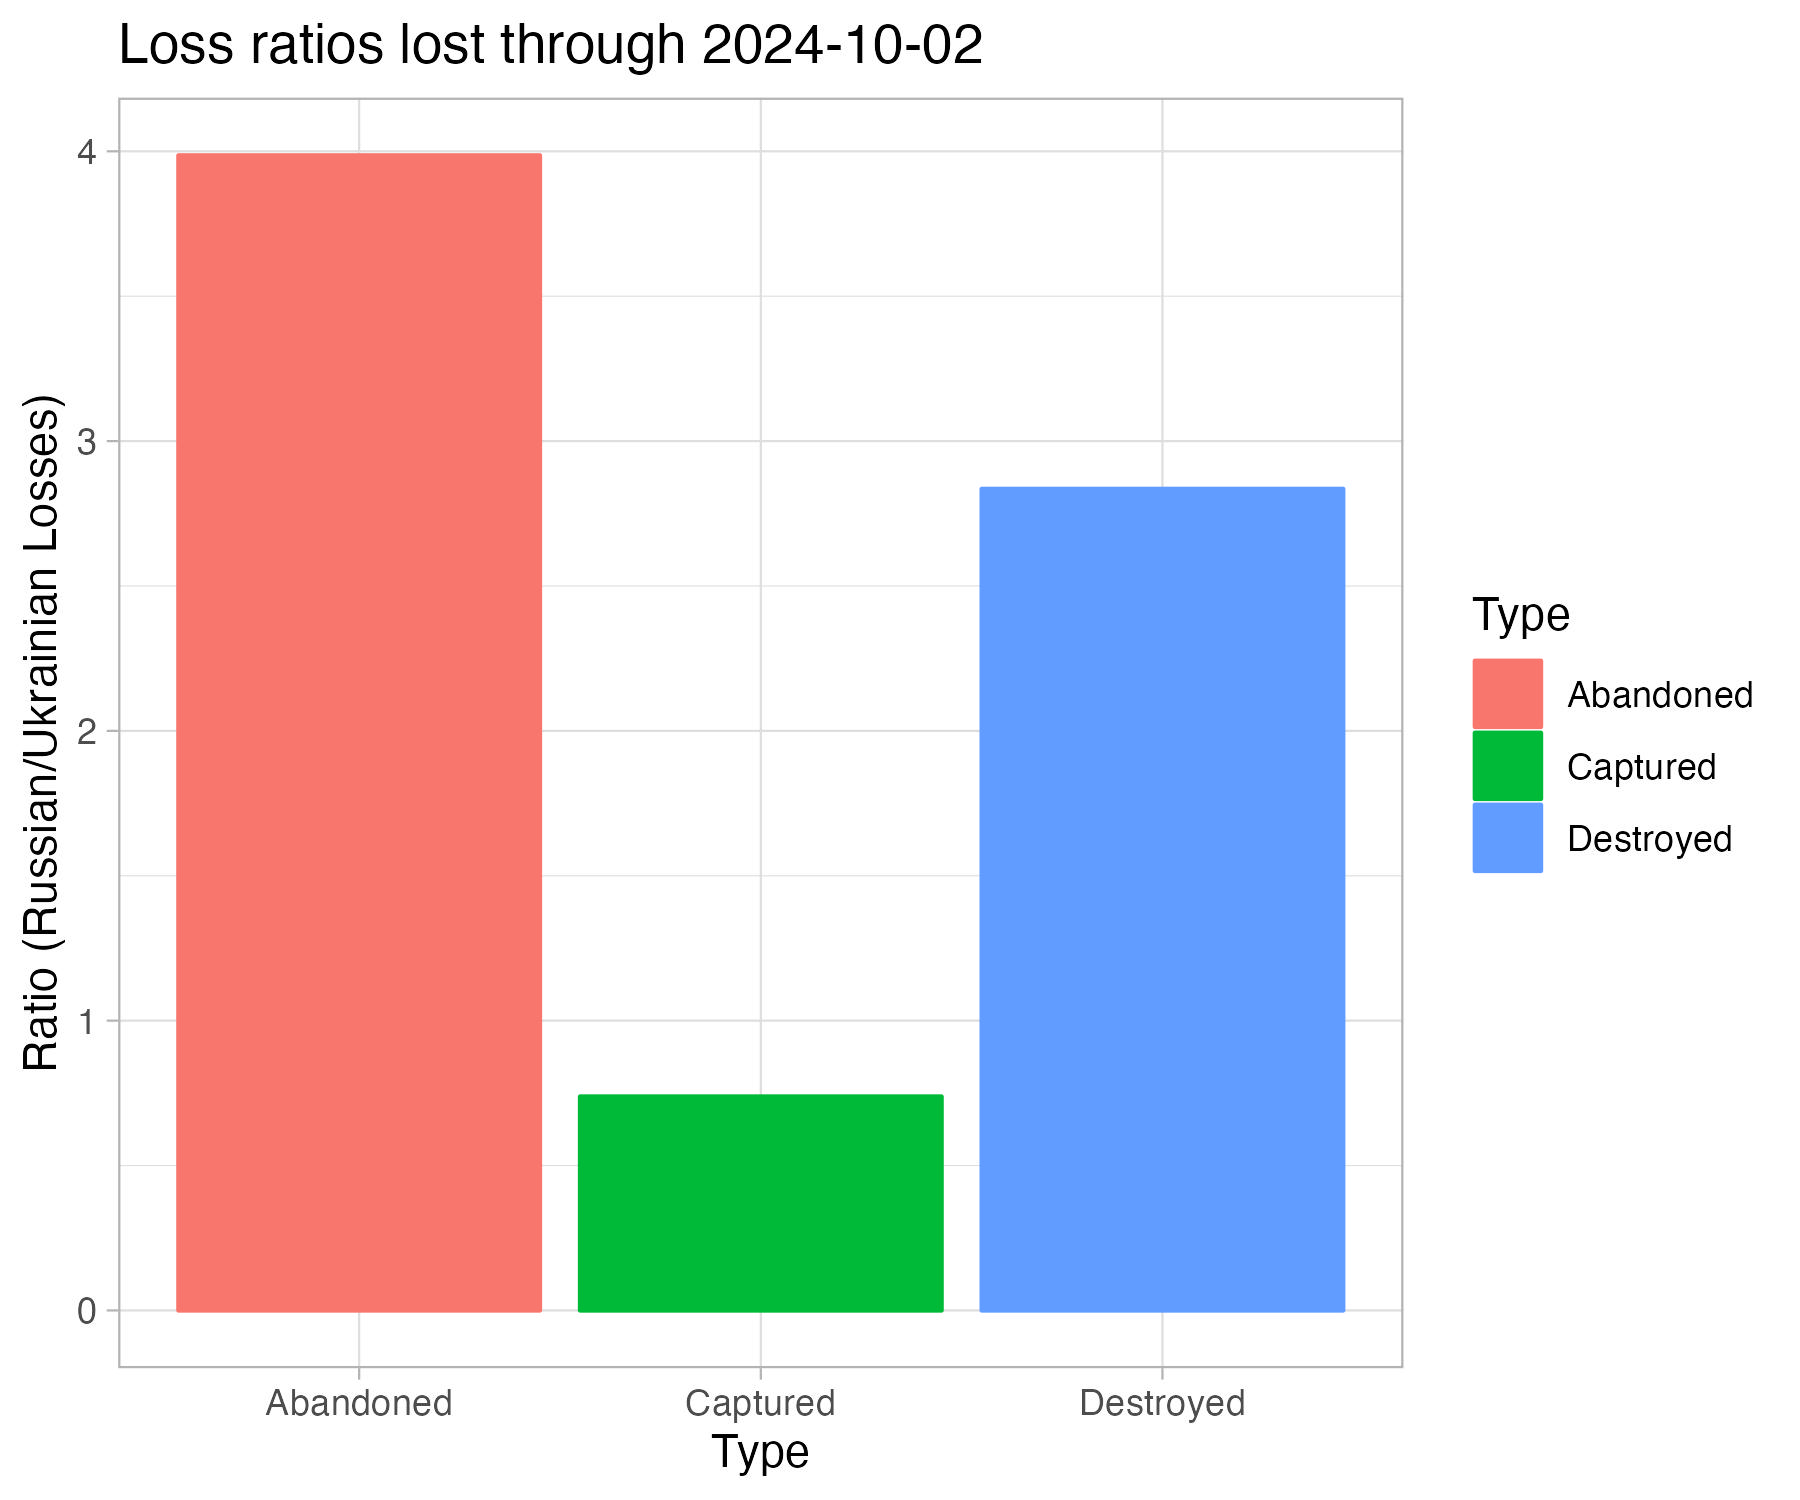 Loss ratios lost through 2024-10-02
Ratio (Russian/Ukrainian Losses)
4
3
2
1
0
Abandoned
Captured
Destroyed
Type
Type
Abandoned
Captured
Destroyed